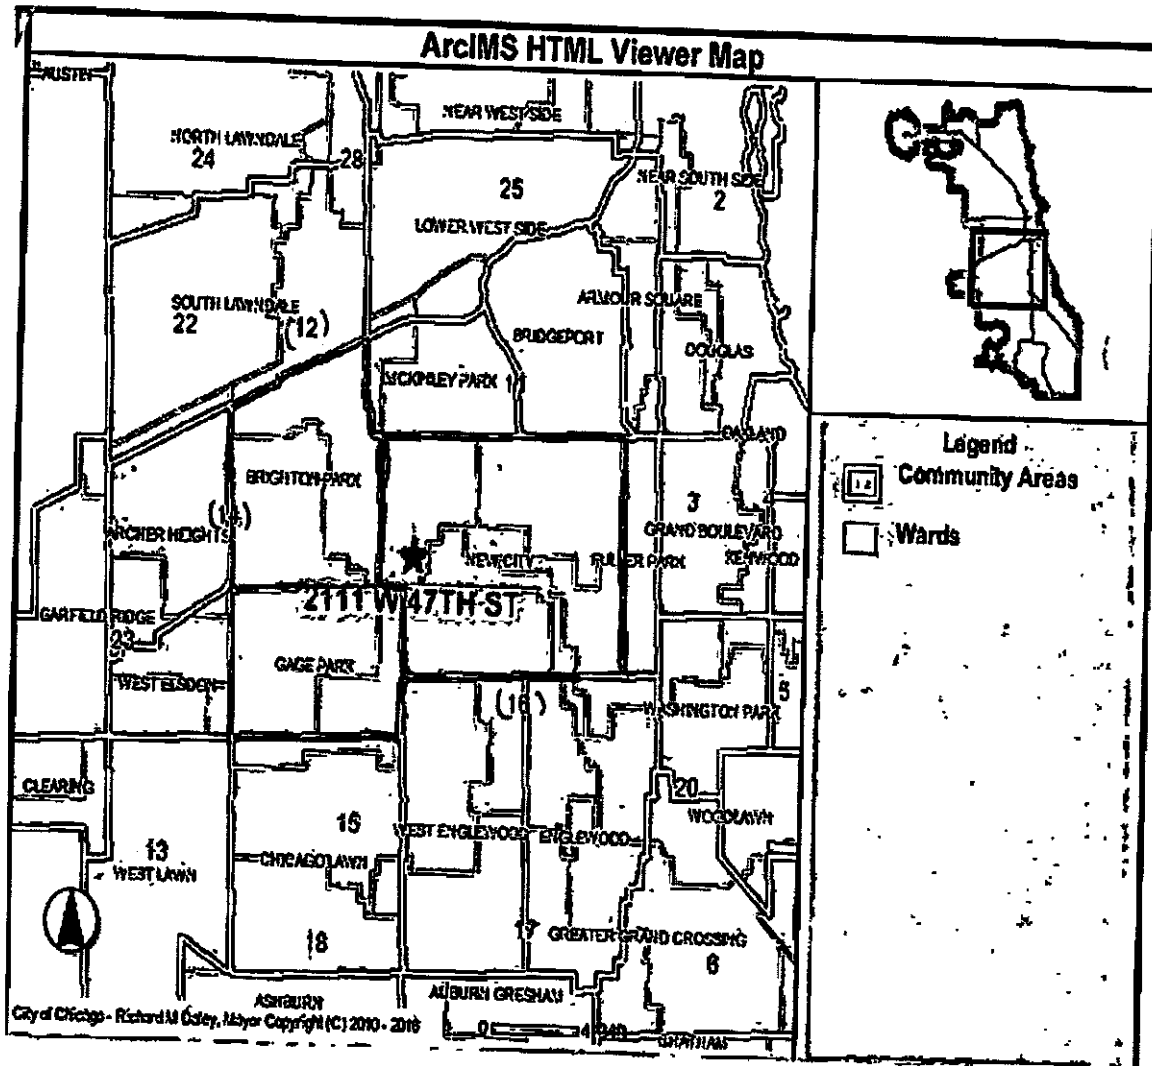 ArcIMS HTML Viewer Map
AUSTIN
NEAR WEST SIDE
NORTH LAWNDALE
24
28
25
NEAR SOUTH SIDE
2
LOWER WEST SIDE
SOUTH LAWNDALE
22
(12)
ARMOUR SQUARE
BRIDGEPORT
DOUGLAS
MCKINLEY PARK 11
OAKLAND
BRIGHTON PARK
(14)
ARCHER HEIGHTS
3
GRAND BOULEVARD
NEW CITY
FULLER PARK
KENWOOD
2111 W 47TH ST
GARFIELD RIDGE
23
GAGE PARK
WEST ELSDON
5
(16)
WASHINGTON PARK
CLEARING
20
WOODLAWN
15
WEST ENGLEWOOD
ENGLEWOOD
13
WEST LAWN
CHICAGO LAWN
18
17
GREATER GRAND CROSSING
6
ASHBURN
AUBURN GRESHAM
City of Chicago - Richard M Daley, Mayor Copyright (C) 2010 - 2016
0
CHATHAM
Legend
Community Areas
Wards